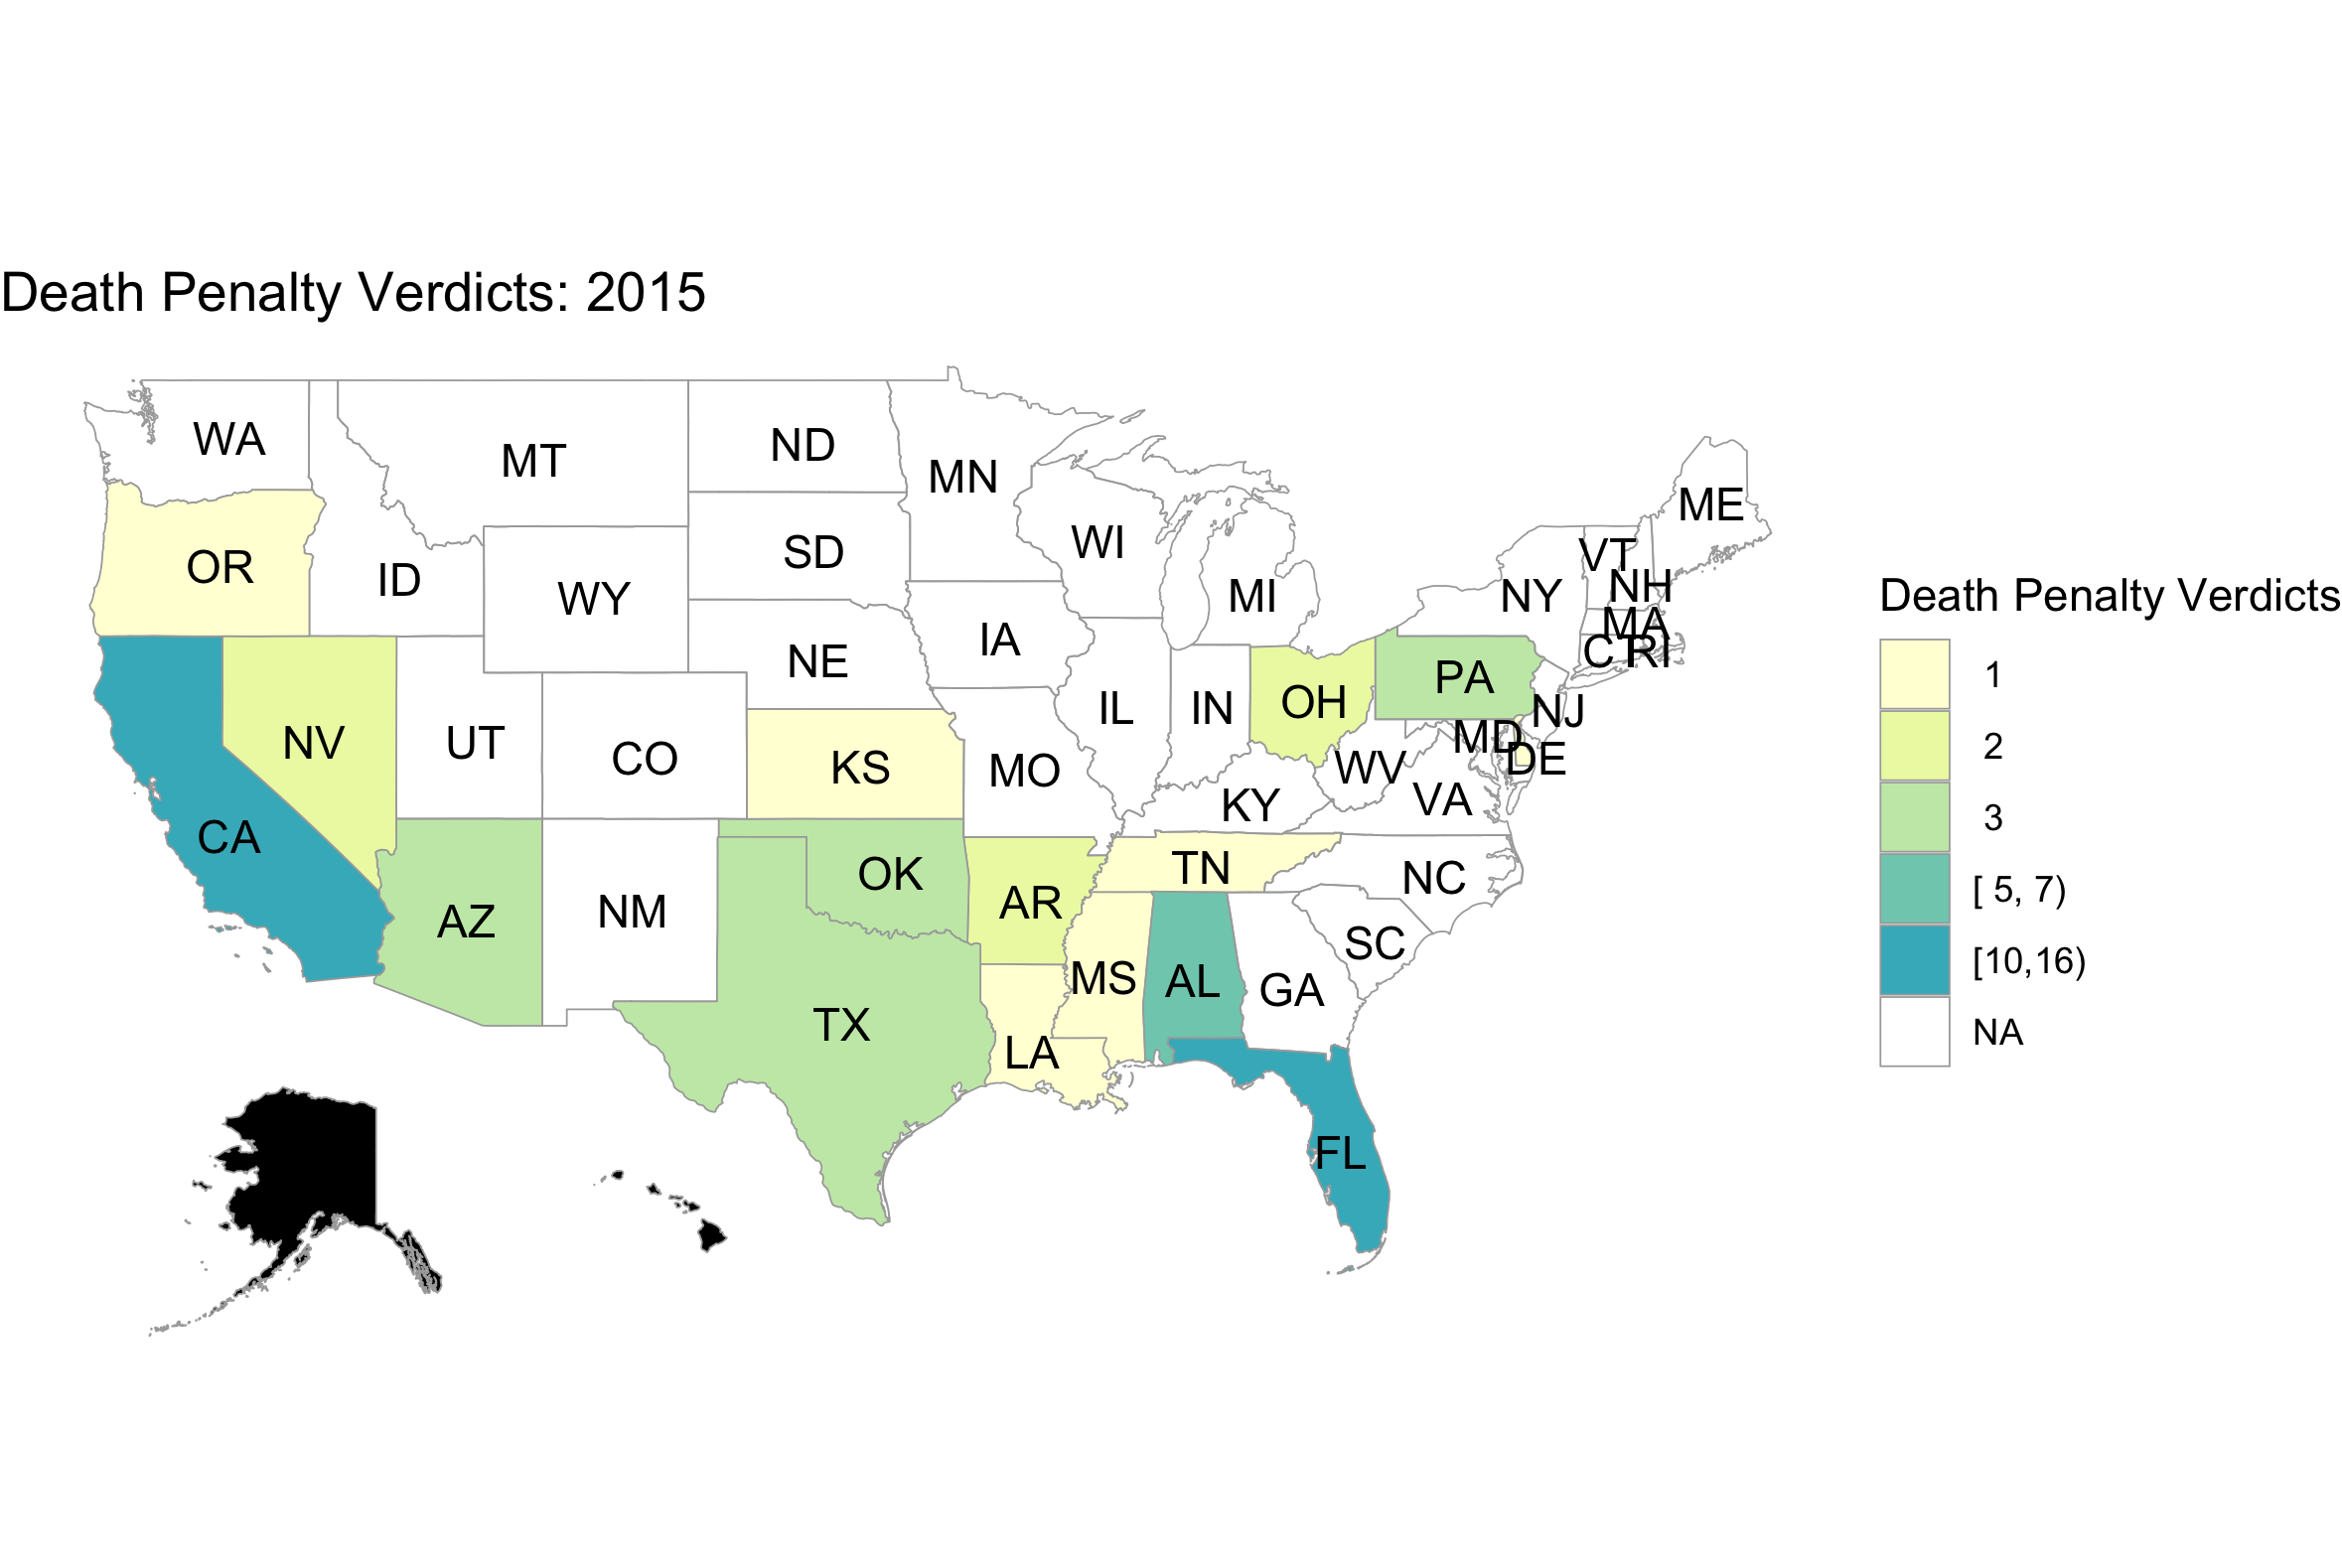 Death Penalty Verdicts: 2015
WA
MT
ND
MN
ME
OR
ID
WY
SD
WI
MI
NY
VT
NH
MA
CT
RI
NE
IA
PA
NJ
NV
UT
CO
KS
MO
IL
IN
OH
MD
DE
WV
VA
KY
CA
AZ
NM
OK
AR
TN
NC
SC
TX
LA
MS
AL
GA
FL
Death Penalty Verdicts
1
2
3
[ 5, 7)
[10,16)
NA